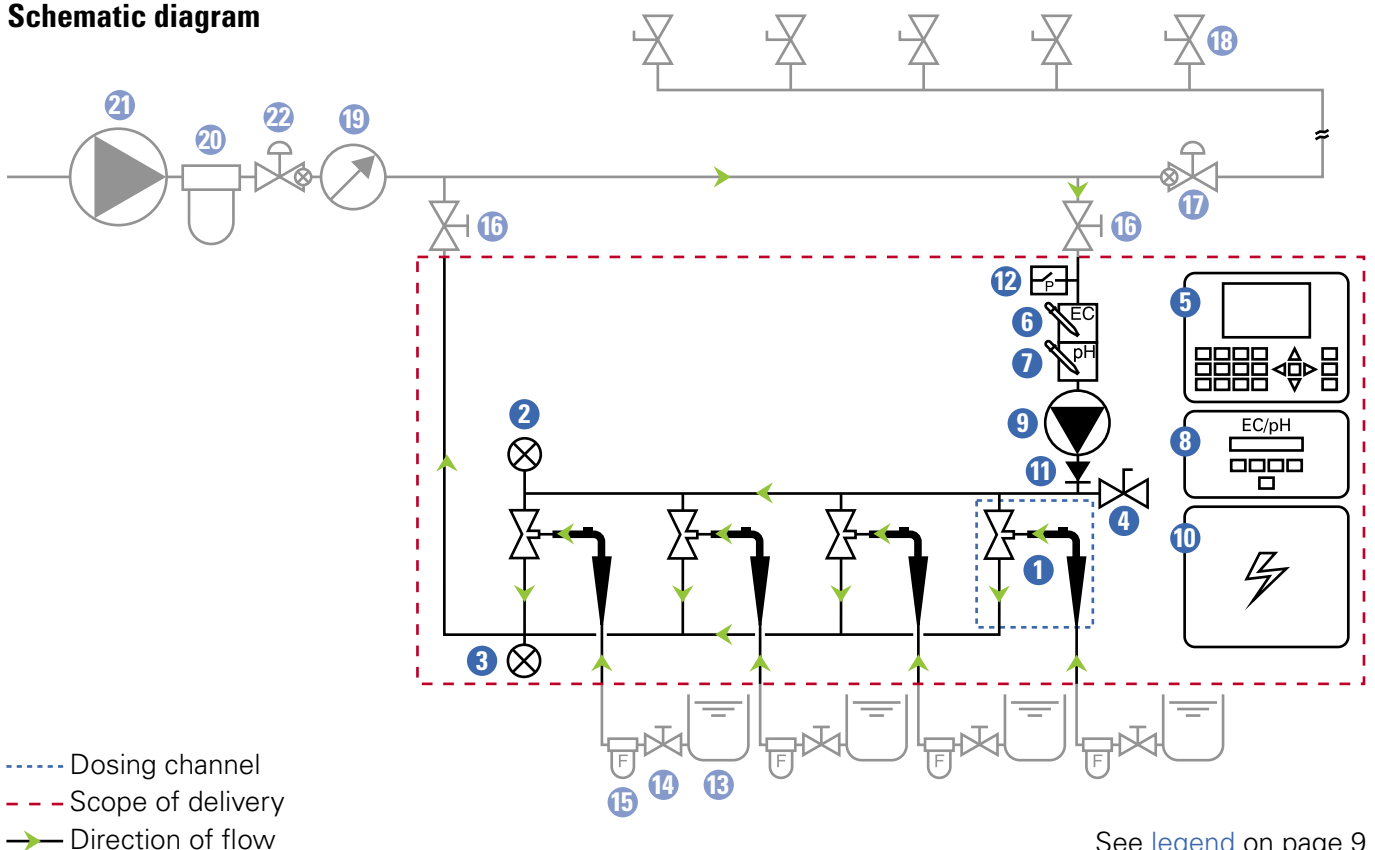 Schematic diagram
18
21
22
19
20
17
16
16
12
P
5
6
EC
7
pH
2
9
8
EC/pH
11
4
1
10
3
F
F
F
F
15
14
13
Dosing channel
Scope of delivery
Direction of flow
See legend on page 9